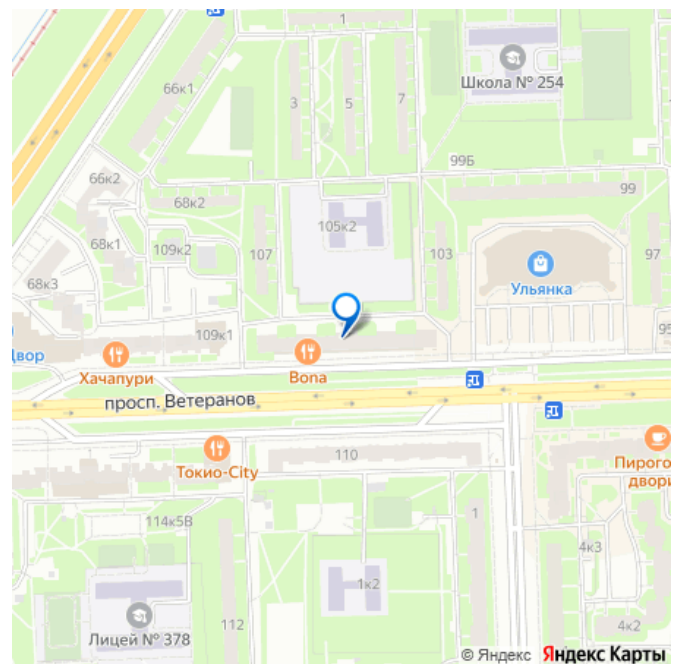 1
66к1
3
5
7
Школа № 254
99Б
66к2
68к2
99
105к2
68к1
109к2
107
103
97
68к3
Ульянка
109к1
95
Двор
Хачапури
Bona
просп. Ветеранов
Токио-City
110
Пирого
двори
114к5В
1
4к3
1к2
112
4к2
Лицей № 378
© Яндекс Яндекс Карты